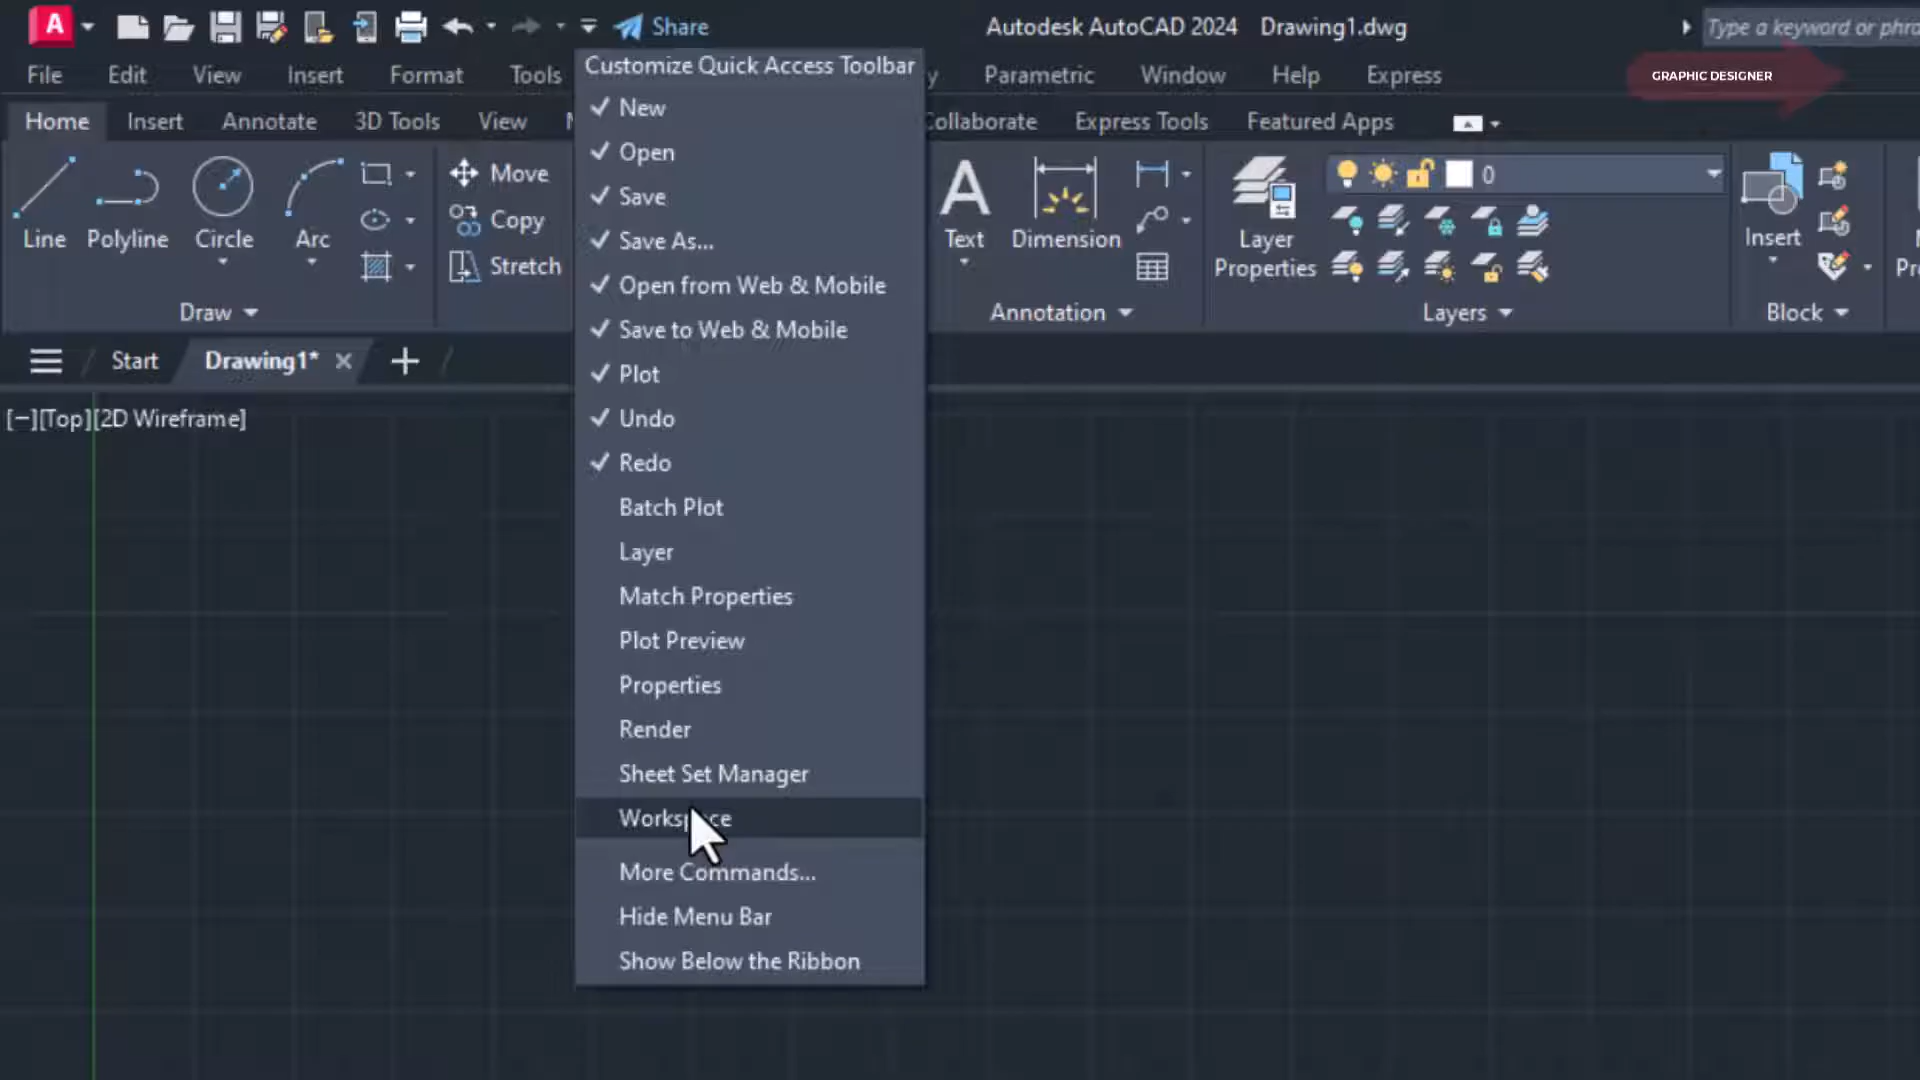 A
Share
Autodesk AutoCAD 2024 Drawing1.dwg
Type a keyword or phra
File Edit View Insert Format Tools
Parametric Window Help Express
GRAPHIC DESIGNER
Customize Quick Access Toolbar
New
Open
Save
Save As...
Open from Web & Mobile
Save to Web & Mobile
Plot
Undo
Redo
Batch Plot
Layer
Match Properties
Plot Preview
Properties
Render
Sheet Set Manager
Workspace
More Commands...
Hide Menu Bar
Show Below the Ribbon
Home Insert Annotate 3D Tools View
Collaborate Express Tools Featured Apps
Line Polyline Circle Arc
Move
Copy
Stretch
Draw
A
Text Dimension
Annotation
Layer
Properties
0
Layers
Insert
Block
Start Drawing1*
[−][Top][2D Wireframe]